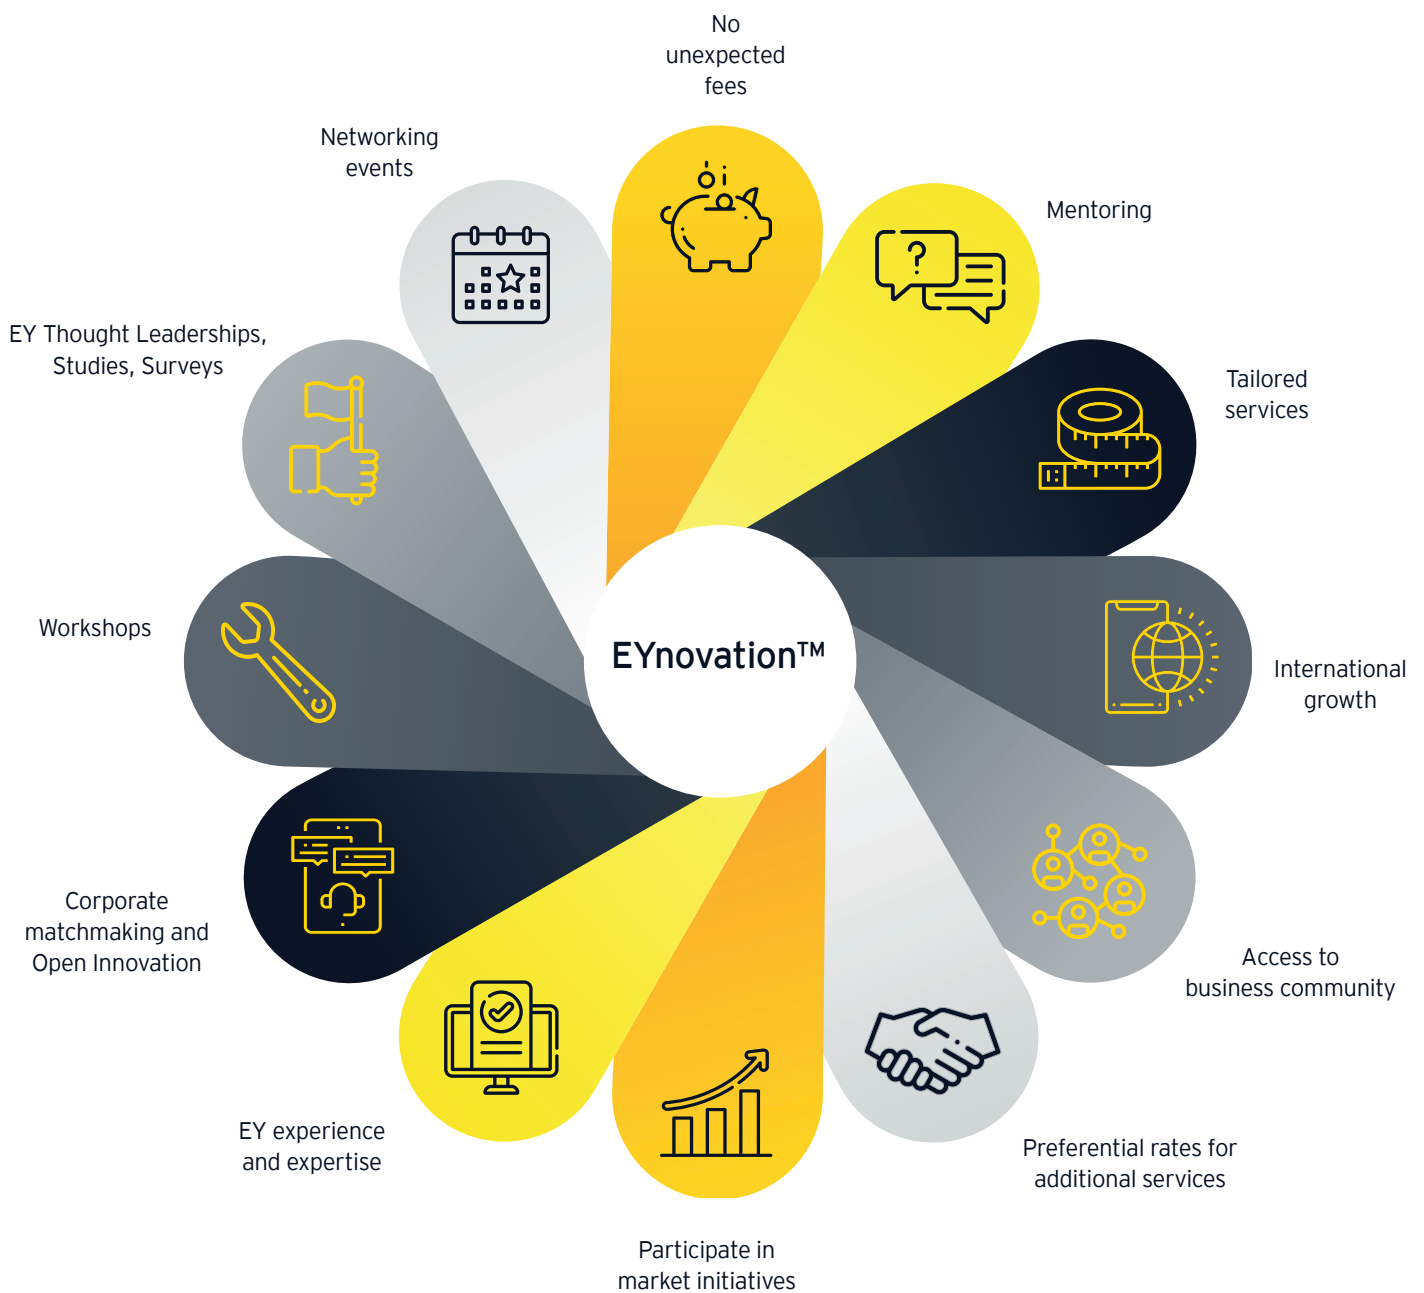 No
unexpected
fees
Networking
events
Mentoring
EY Thought Leaderships,
Studies, Surveys
Tailored
services
Workshops
EYnovation™
International
growth
Corporate
matchmaking and
Open Innovation
Access to
business community
EY experience
and expertise
Preferential rates for
additional services
Participate in
market initiatives